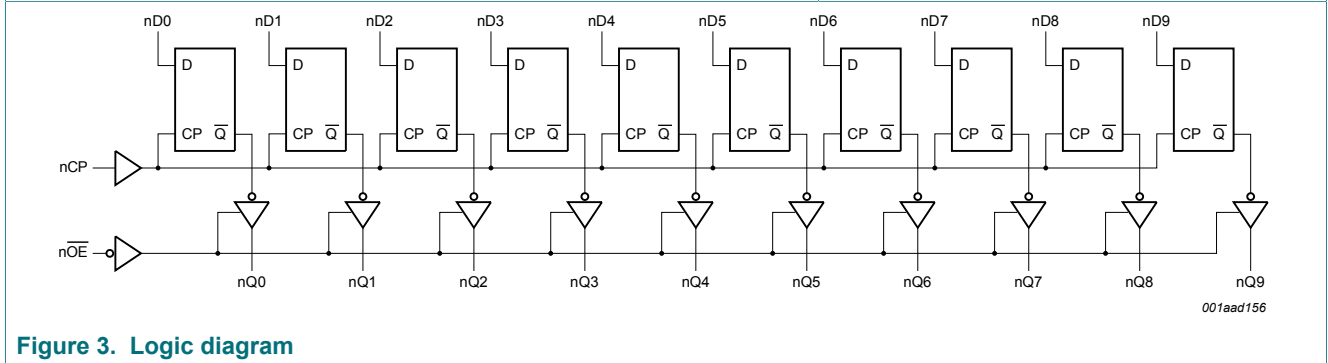 nD0 nD1 nD2 nD3 nD4 nD5 nD6 nD7 nD8 nD9
D D D D D D D D D D
CP Q̅ CP Q̅ CP Q̅ CP Q̅ CP Q̅ CP Q̅ CP Q̅ CP Q̅ CP Q̅ CP Q̅
nCP
nO̅E̅
nQ0 nQ1 nQ2 nQ3 nQ4 nQ5 nQ6 nQ7 nQ8 nQ9
001aad156
Figure 3. Logic diagram